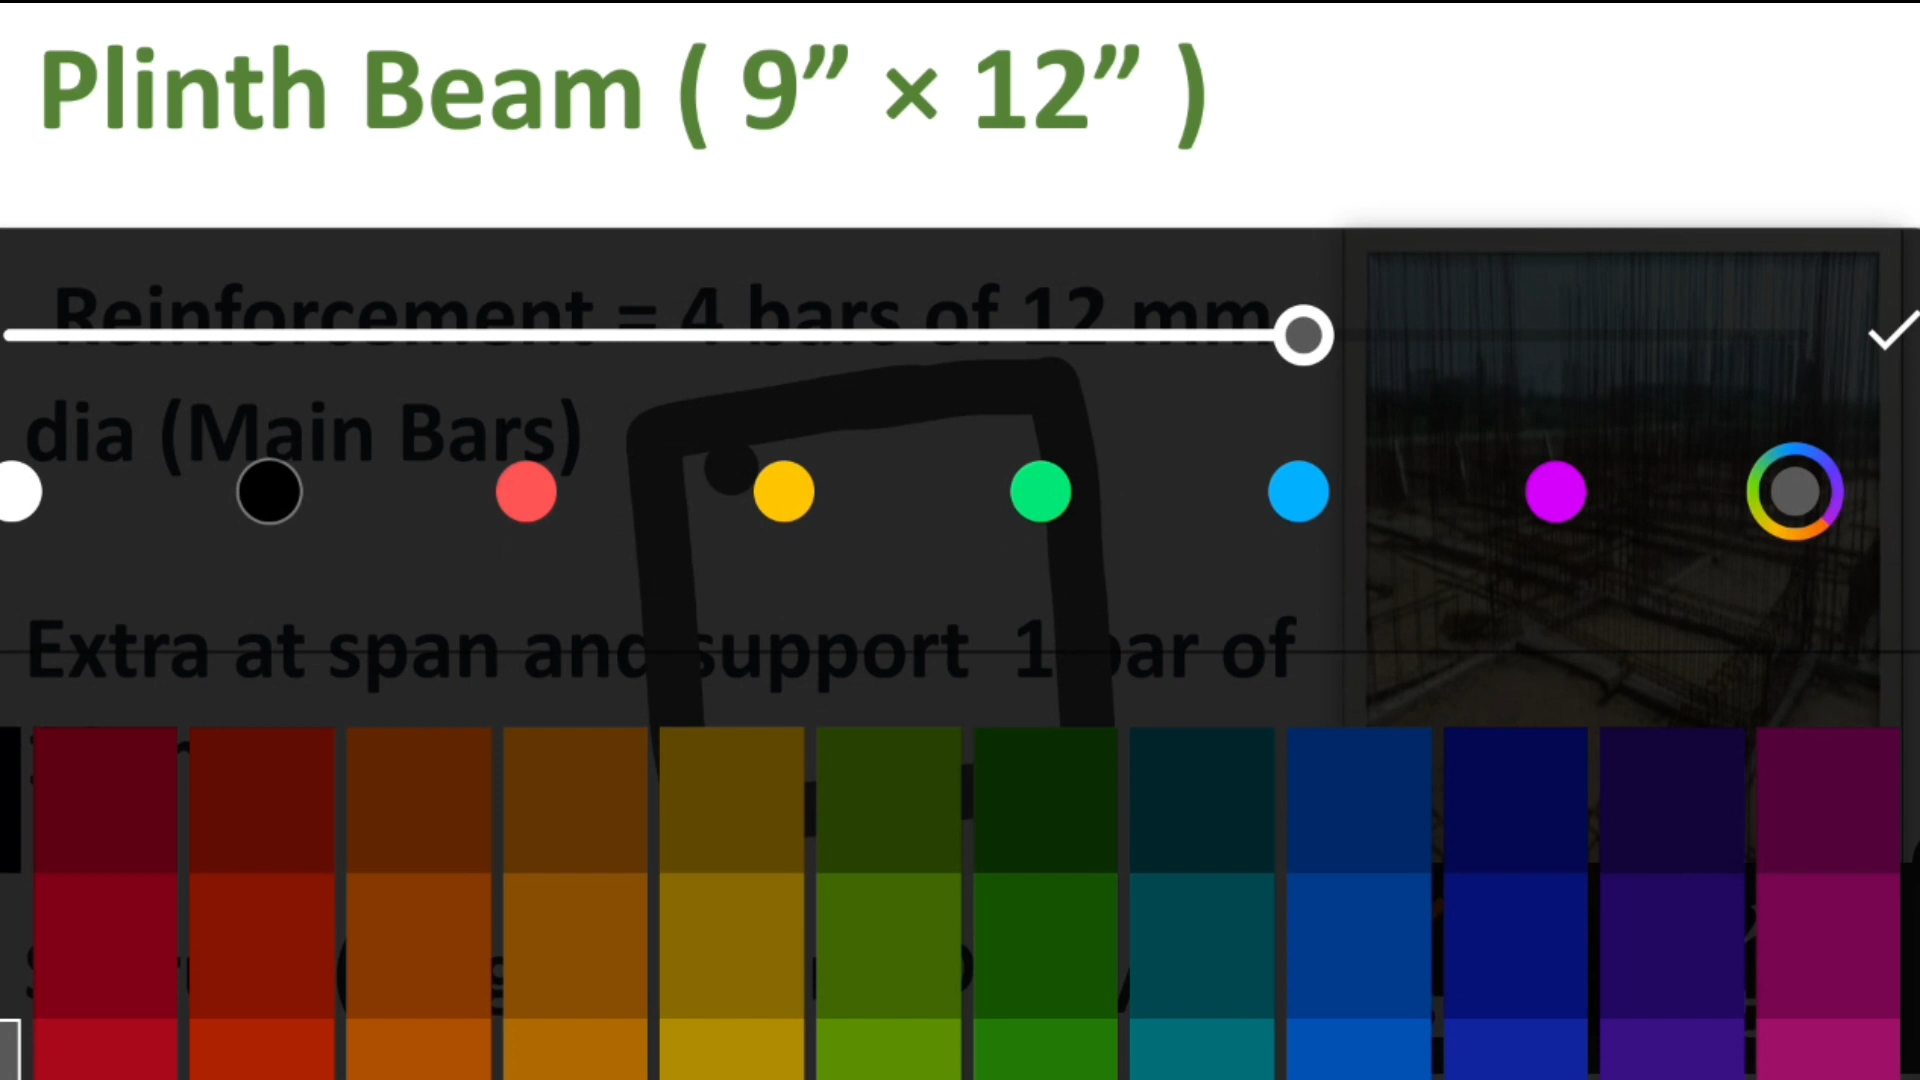 Plinth Beam ( 9” × 12” )
Reinforcement = 4 bars of 12 mm
dia (Main Bars)
Extra at span and support 1 bar of